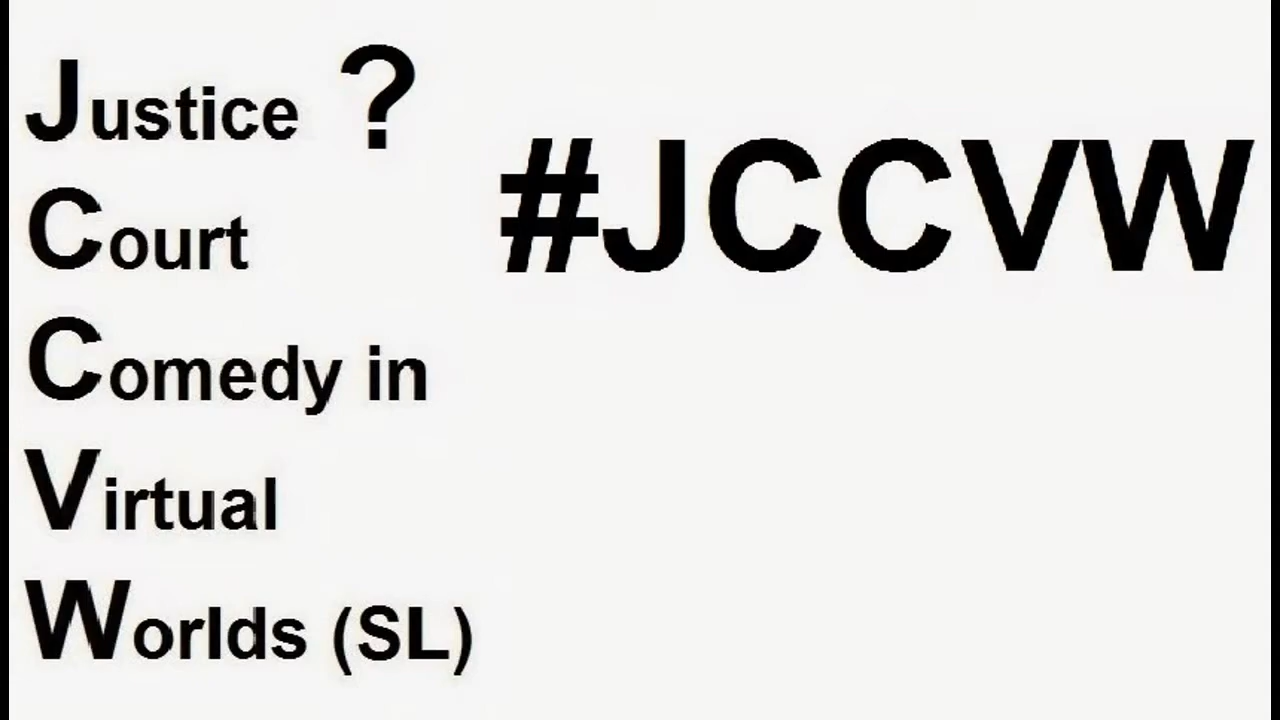 Justice ?
#JCCVW
Court
Comedy in
Virtual
Worlds (SL)